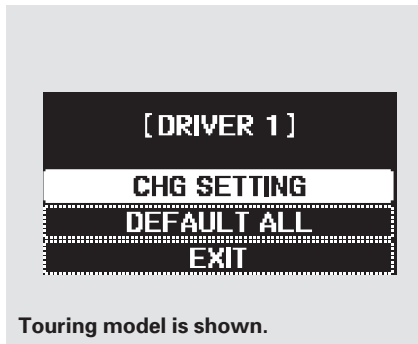 [DRIVER 1]
CHG SETTING
DEFAULT ALL
EXIT
Touring model is shown.